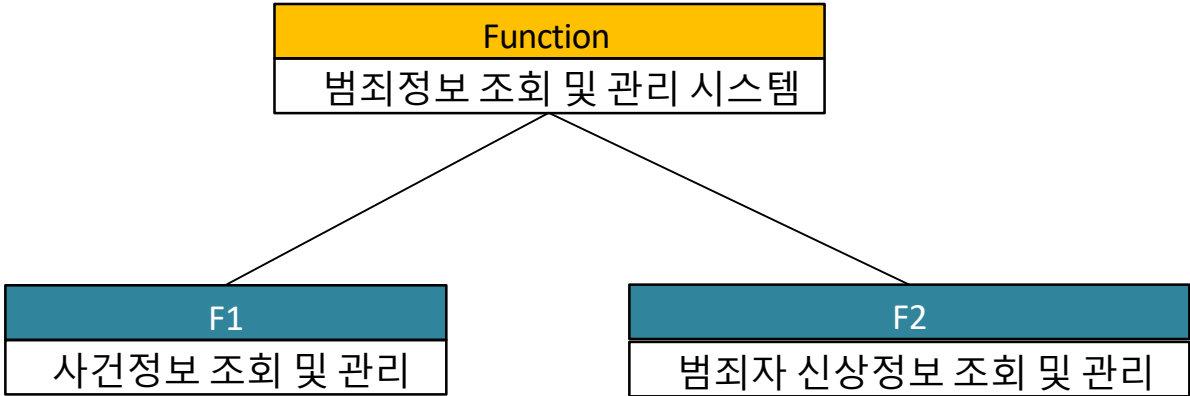 Function
범죄정보 조회 및 관리 시스템
F1
사건정보 조회 및 관리
F2
범죄자 신상정보 조회 및 관리